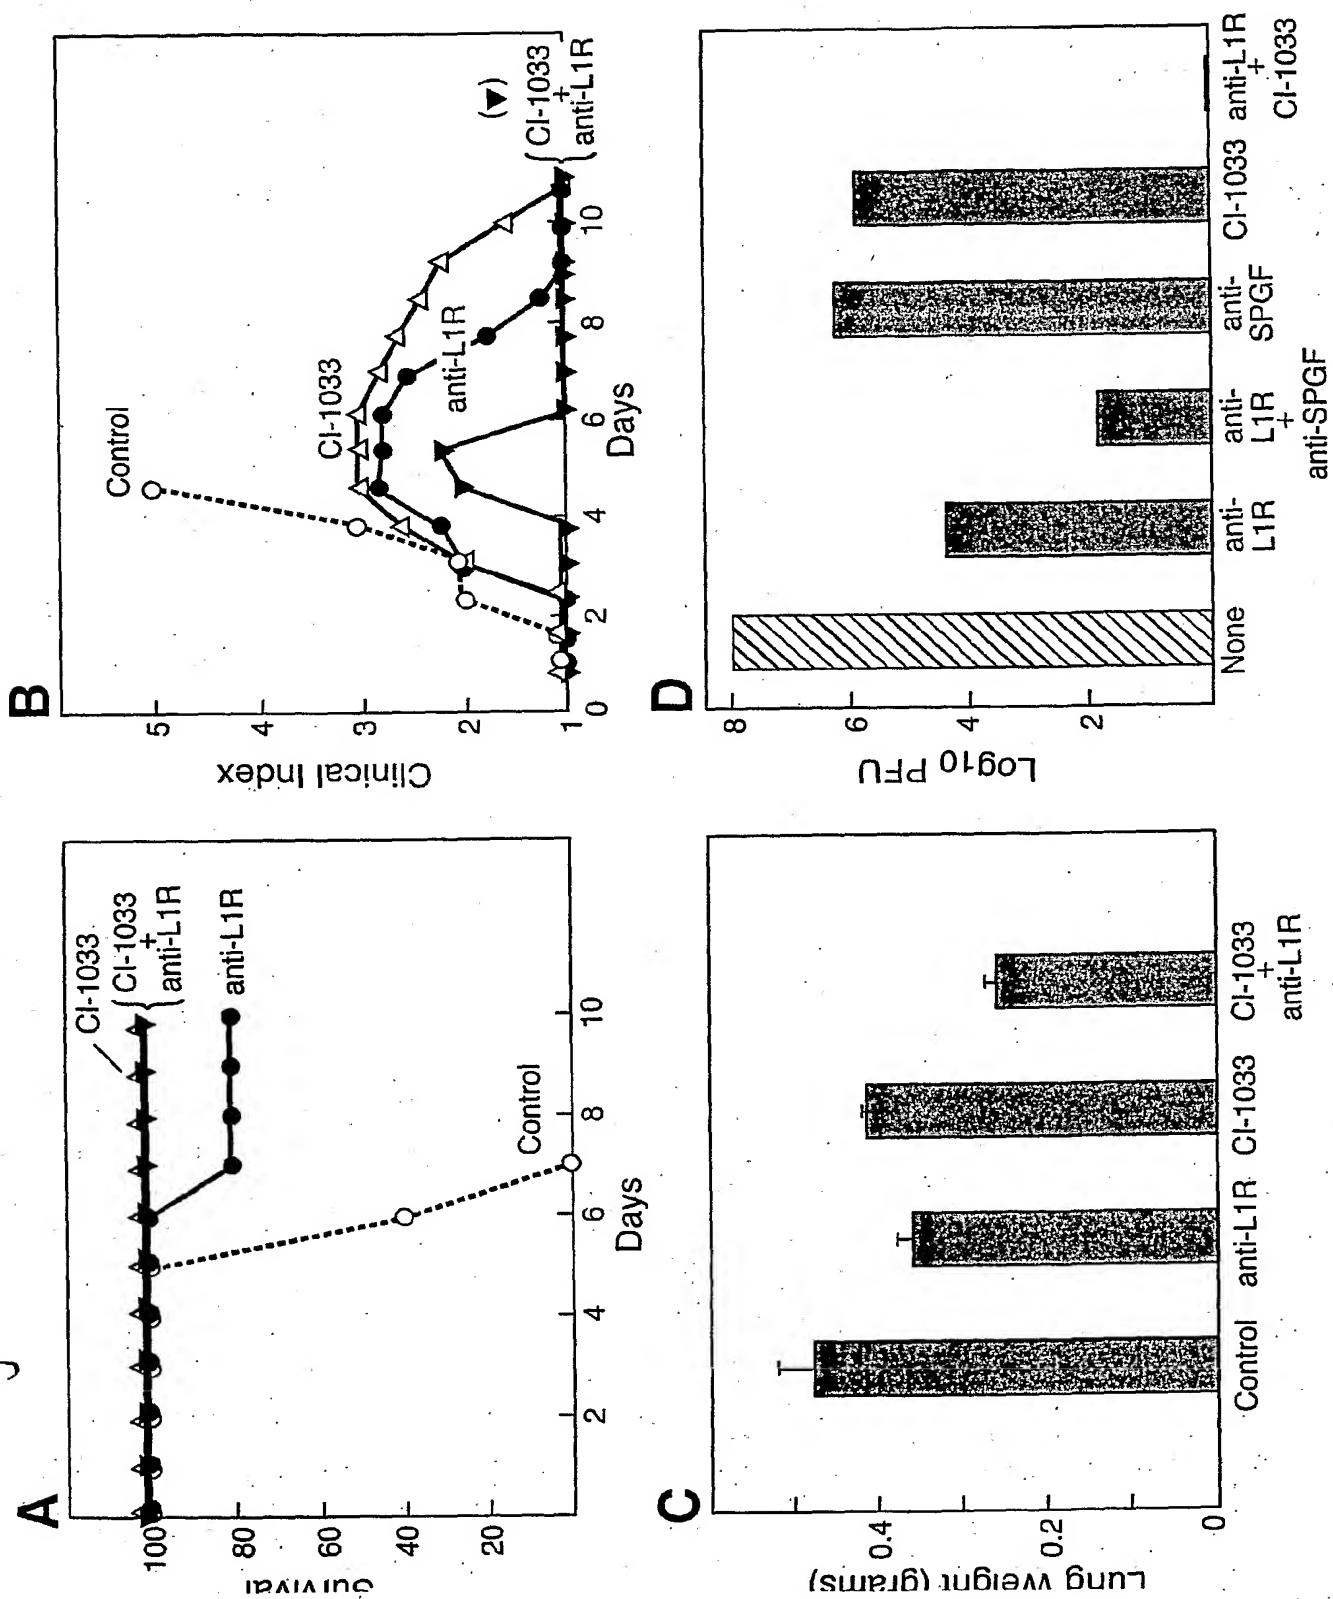 A
100
80
60
40
20
2
4
6
8
10
Days
CI-1033
CI-1033
+
anti-L1R
anti-L1R
Control
B
Clinical Index
5
4
3
2
1
0
2
4
6
8
10
Days
Control
CI-1033
anti-L1R
(▼)
CI-1033
+
anti-L1R
C
Lung Weight (grams)
0.4
0.2
0
Control
anti-L1R
CI-1033
CI-1033
+
anti-L1R
D
Log10 PFU
8
6
4
2
None
anti-
L1R
anti-
L1R
+
anti-SPGF
anti-
SPGF
CI-1033
anti-L1R
+
CI-1033